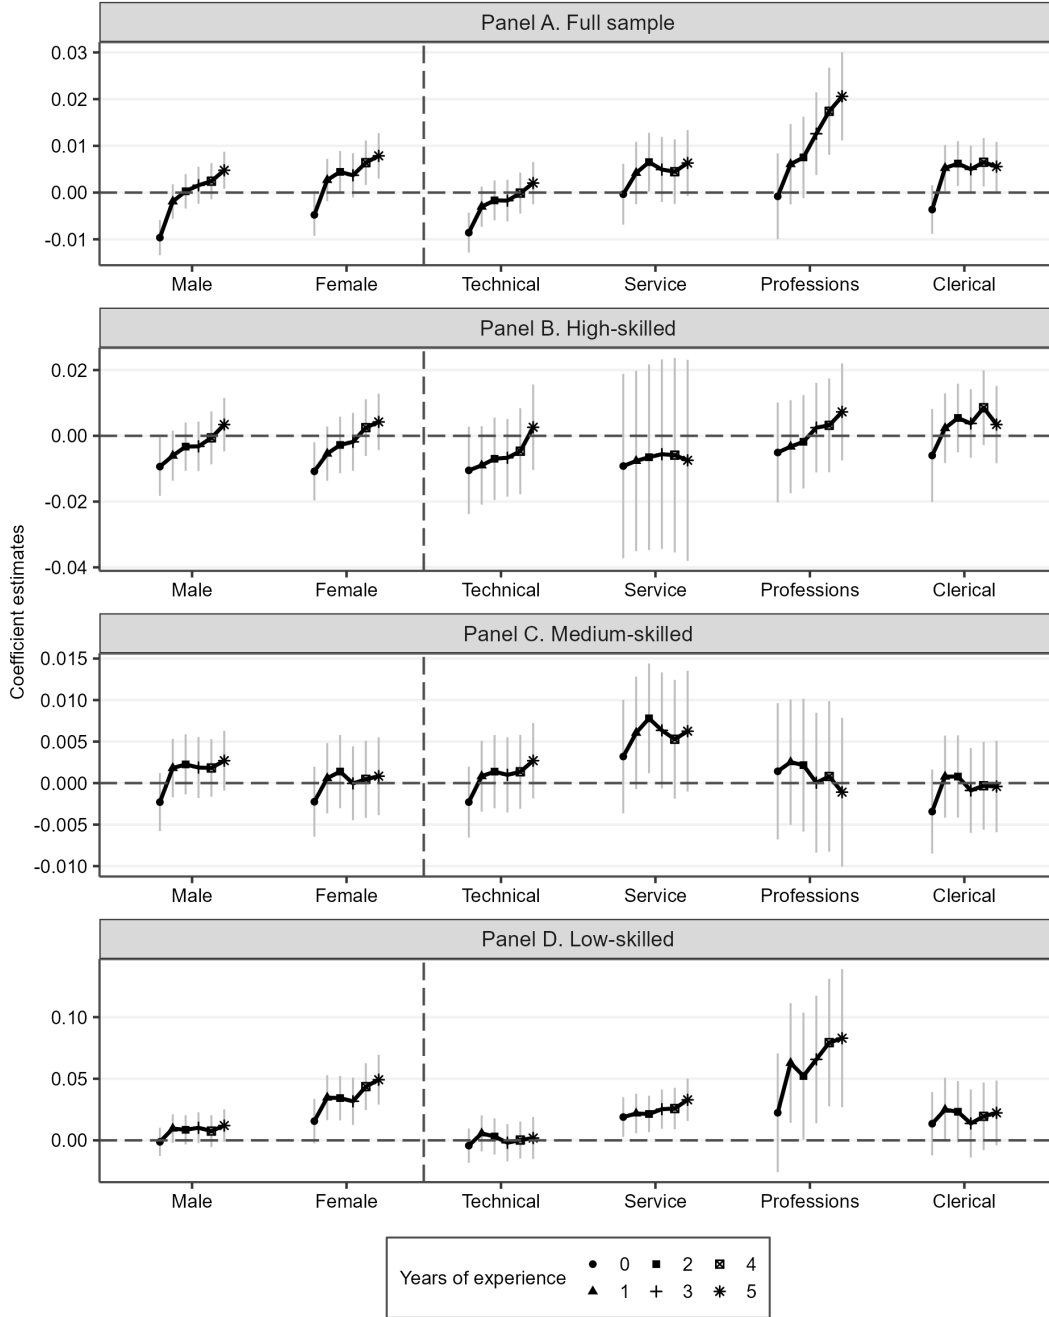 Panel A. Full sample
0.03
0.02
0.01
0.00
-0.01
Male Female Technical Service Professions Clerical
Panel B. High-skilled
0.02
0.00
-0.02
-0.04
Male Female Technical Service Professions Clerical
Coefficient estimates
Panel C. Medium-skilled
0.015
0.010
0.005
0.000
-0.005
-0.010
Male Female Technical Service Professions Clerical
Panel D. Low-skilled
0.10
0.05
0.00
Male Female Technical Service Professions Clerical
Years of experience
0 2 4
1 3 5